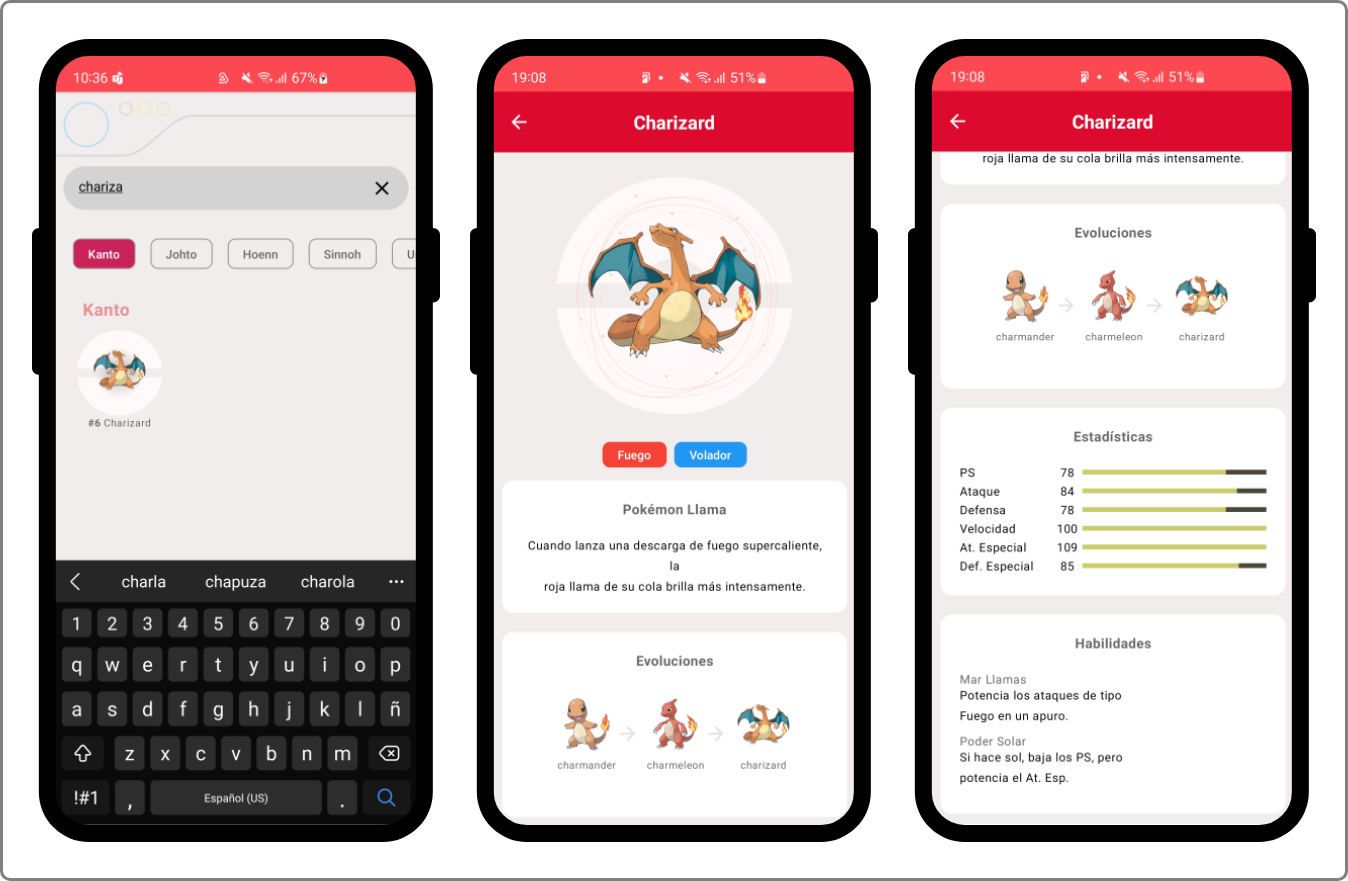 10:36
67%
chariza
Kanto
Johto
Hoenn
Sinnoh
Kanto
#6 Charizard
charla
chapuza
charola
1 2 3 4 5 6 7 8 9 0
q w e r t y u i o p
a s d f g h j k l ñ
z x c v b n m
!#1 , Español (US) .
19:08
51%
Charizard
Fuego
Volador
Pokémon Llama
Cuando lanza una descarga de fuego supercaliente,
la
roja llama de su cola brilla más intensamente.
Evoluciones
charmander
charmeleon
charizard
19:08
51%
Charizard
roja llama de su cola brilla más intensamente.
Evoluciones
charmander
charmeleon
charizard
Estadísticas
PS 78
Ataque 84
Defensa 78
Velocidad 100
At. Especial 109
Def. Especial 85
Habilidades
Mar Llamas
Potencia los ataques de tipo
Fuego en un apuro.
Poder Solar
Si hace sol, baja los PS, pero
potencia el At. Esp.